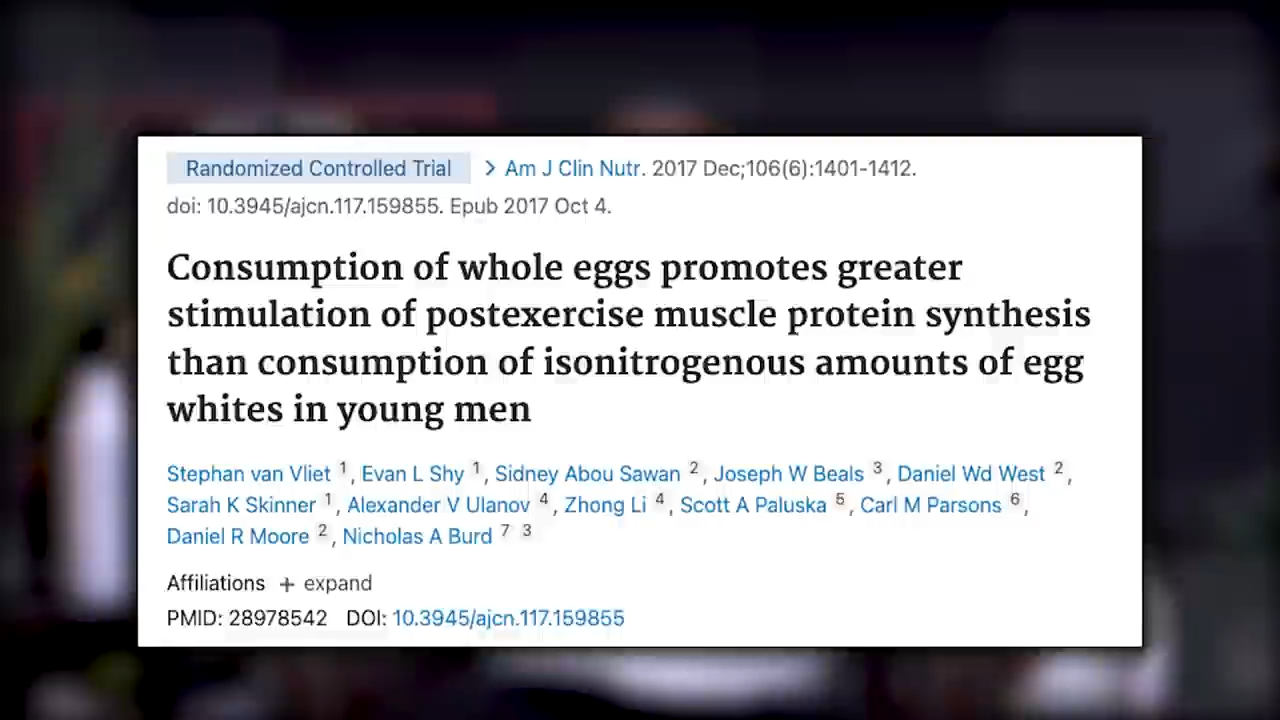 Randomized Controlled Trial > Am J Clin Nutr. 2017 Dec;106(6):1401-1412.
doi: 10.3945/ajcn.117.159855. Epub 2017 Oct 4.
Consumption of whole eggs promotes greater
stimulation of postexercise muscle protein synthesis
than consumption of isonitrogenous amounts of egg
whites in young men
Stephan van Vliet 1, Evan L Shy 1, Sidney Abou Sawan 2, Joseph W Beals 3, Daniel Wd West 2,
Sarah K Skinner 1, Alexander V Ulanov 4, Zhong Li 4, Scott A Paluska 5, Carl M Parsons 6,
Daniel R Moore 2, Nicholas A Burd 7 3
Affiliations + expand
PMID: 28978542 DOI: 10.3945/ajcn.117.159855